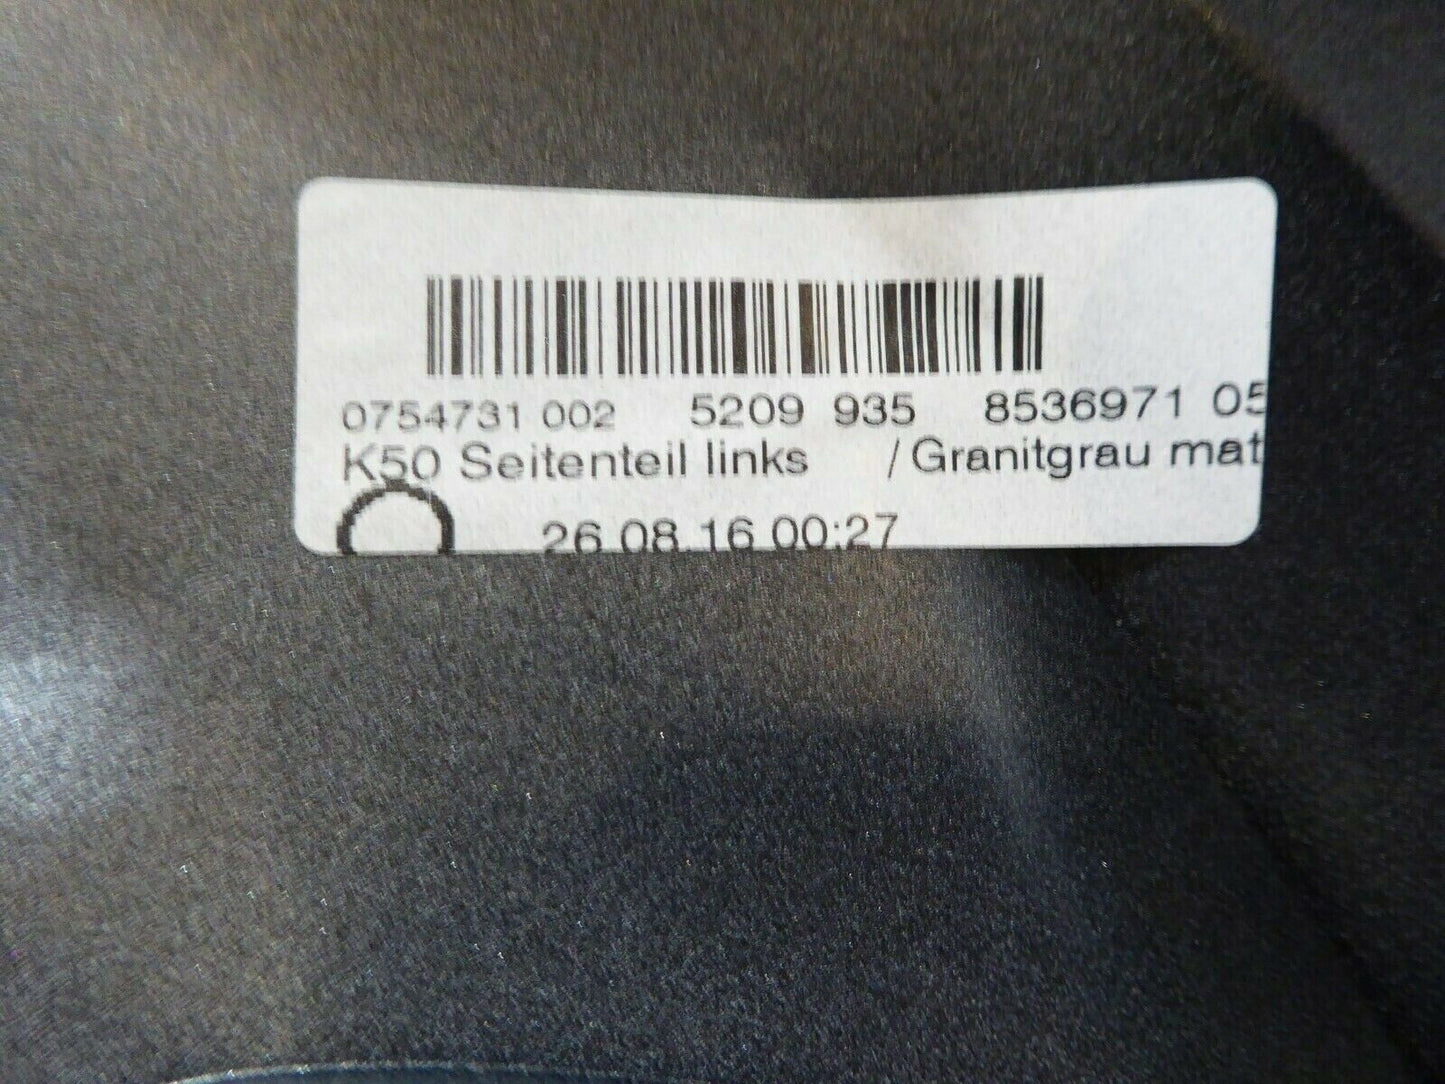 0754731 002 5209 935 8536971 05
K50 Seitenteil links / Granitgrau mat
26.08.16 00:27